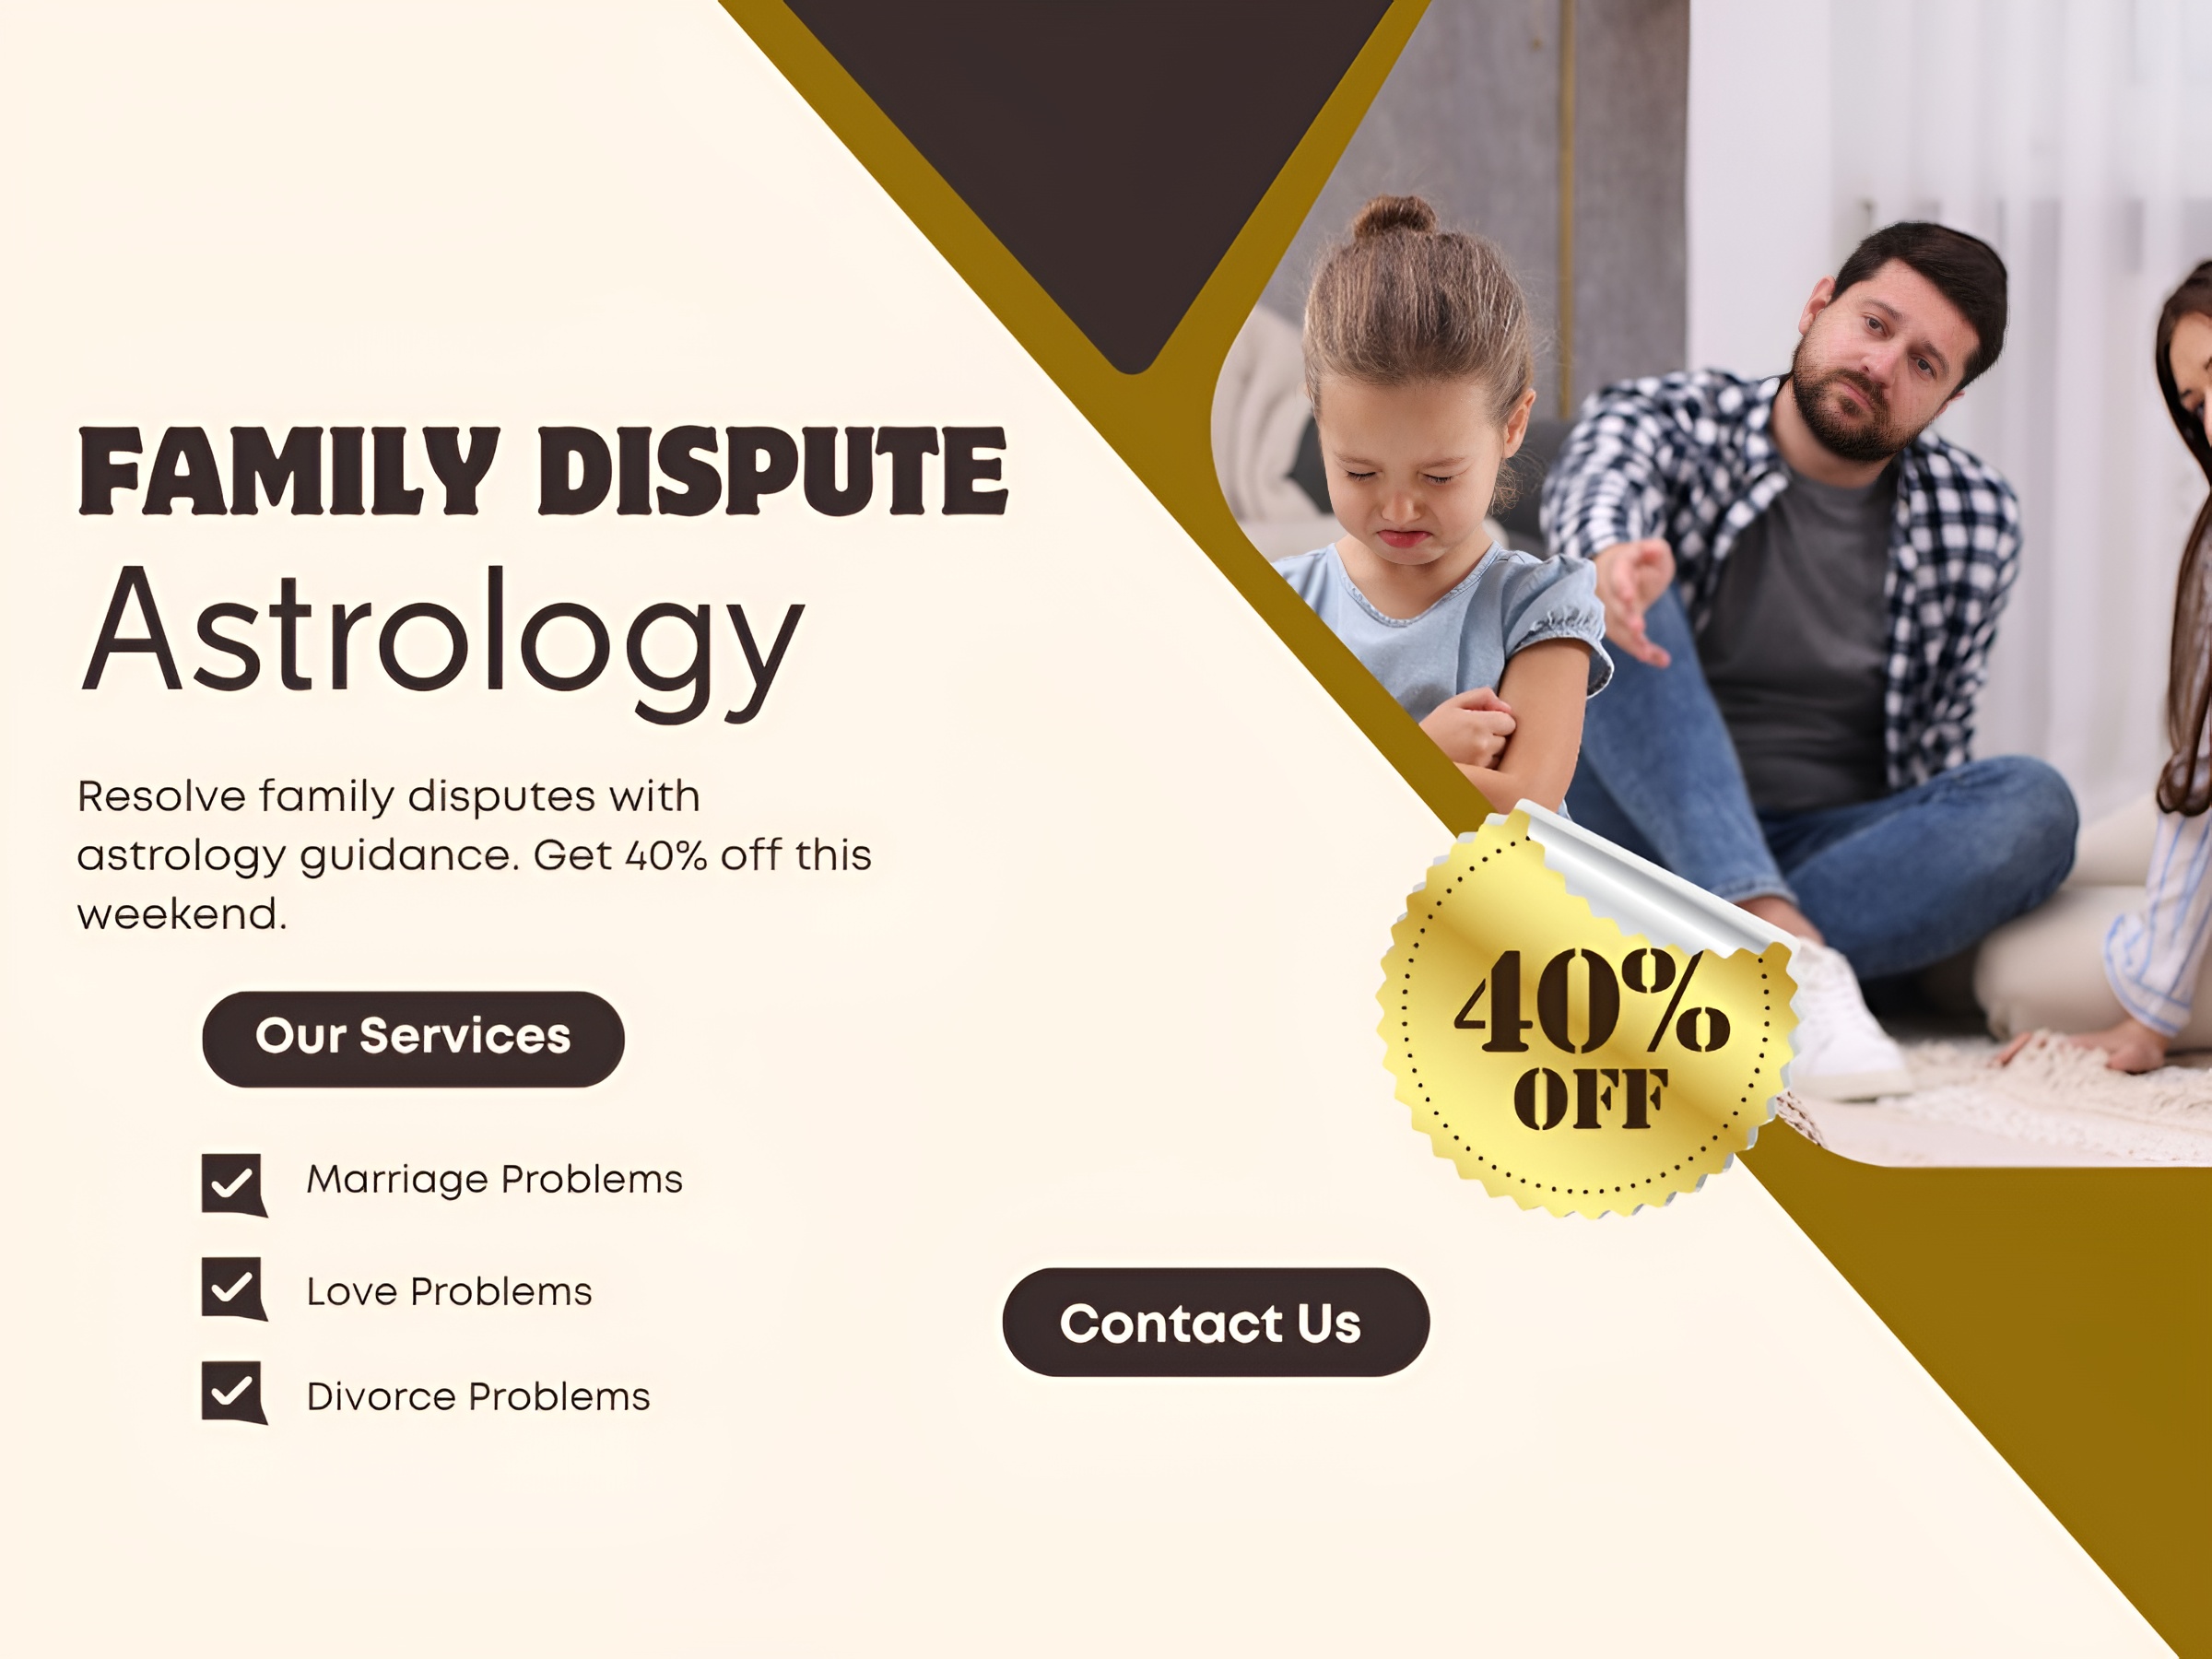 FAMILY DISPUTE
Astrology
Resolve family disputes with
astrology guidance. Get 40% off this
weekend.
Our Services
Marriage Problems
Love Problems
Divorce Problems
40%
OFF
Contact Us